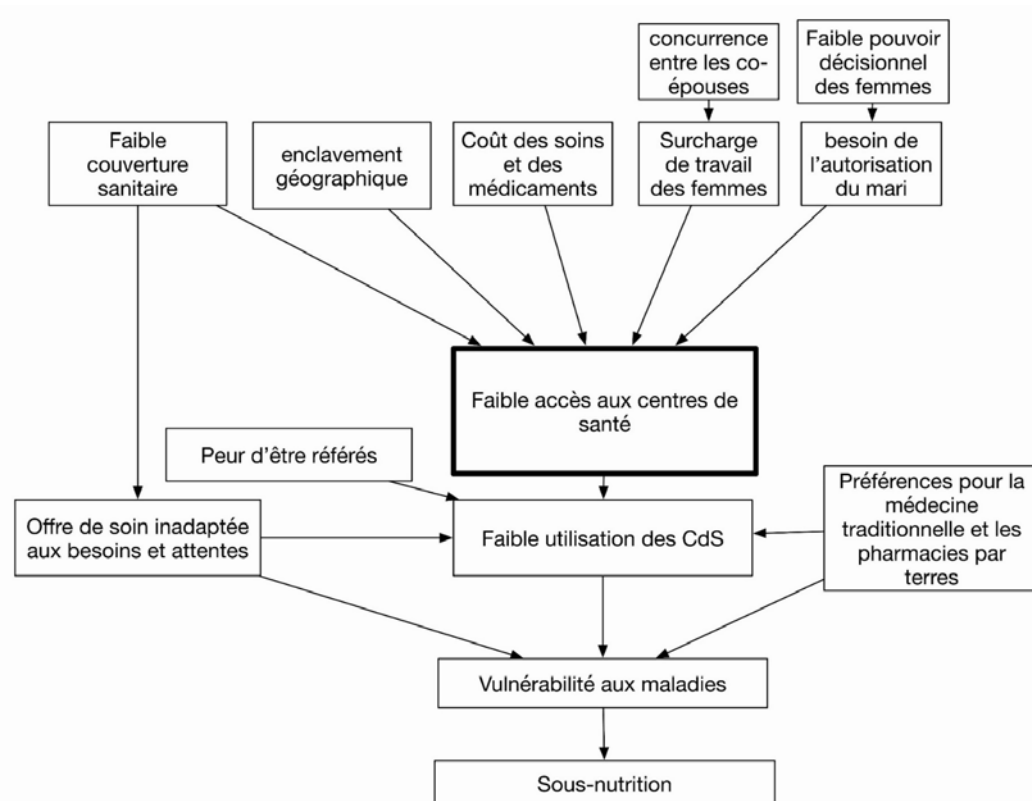 concurrence
entre les co-
épouses
Faible pouvoir
décisionnel
des femmes
Faible
couverture
sanitaire
enclavement
géographique
Coût des soins
et des
médicaments
Surcharge
de travail
des femmes
besoin de
l'autorisation
du mari
Faible accès aux centres de
santé
Peur d'être référés
Offre de soin inadaptée
aux besoins et attentes
Faible utilisation des CdS
Préférences pour la
médecine
traditionnelle et les
pharmacies par
terres
Vulnérabilité aux maladies
Sous-nutrition